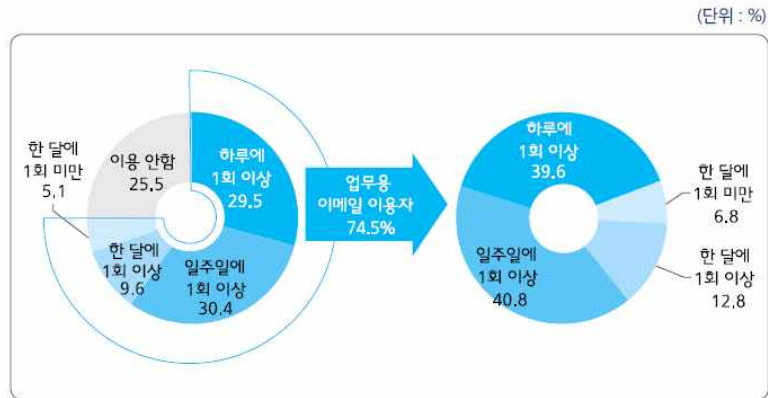 (단위 : %)
한 달에
1회 미만
5.1
이용 안함
25.5
하루에
1회 이상
29.5
한 달에
1회 이상
9.6
일주일에
1회 이상
30.4
업무용
이메일 이용자
74.5%
하루에
1회 이상
39.6
한 달에
1회 미만
6.8
일주일에
1회 이상
40.8
한 달에
1회 이상
12.8